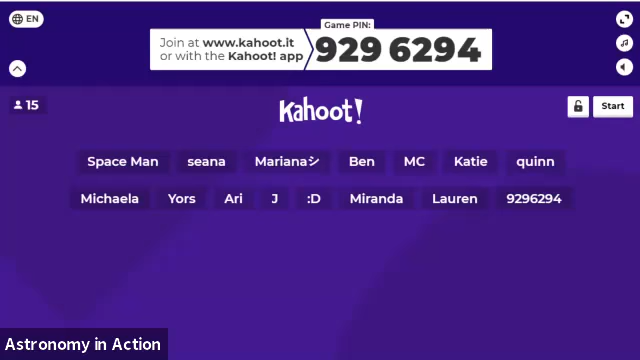 EN
Game PIN:
Join at www.kahoot.it
or with the Kahoot! app
929 6294
15
Kahoot!
Start
Space Man seana Marianaシ Ben MC Katie quinn
Michaela Yors Ari J :D Miranda Lauren 9296294
Astronomy in Action